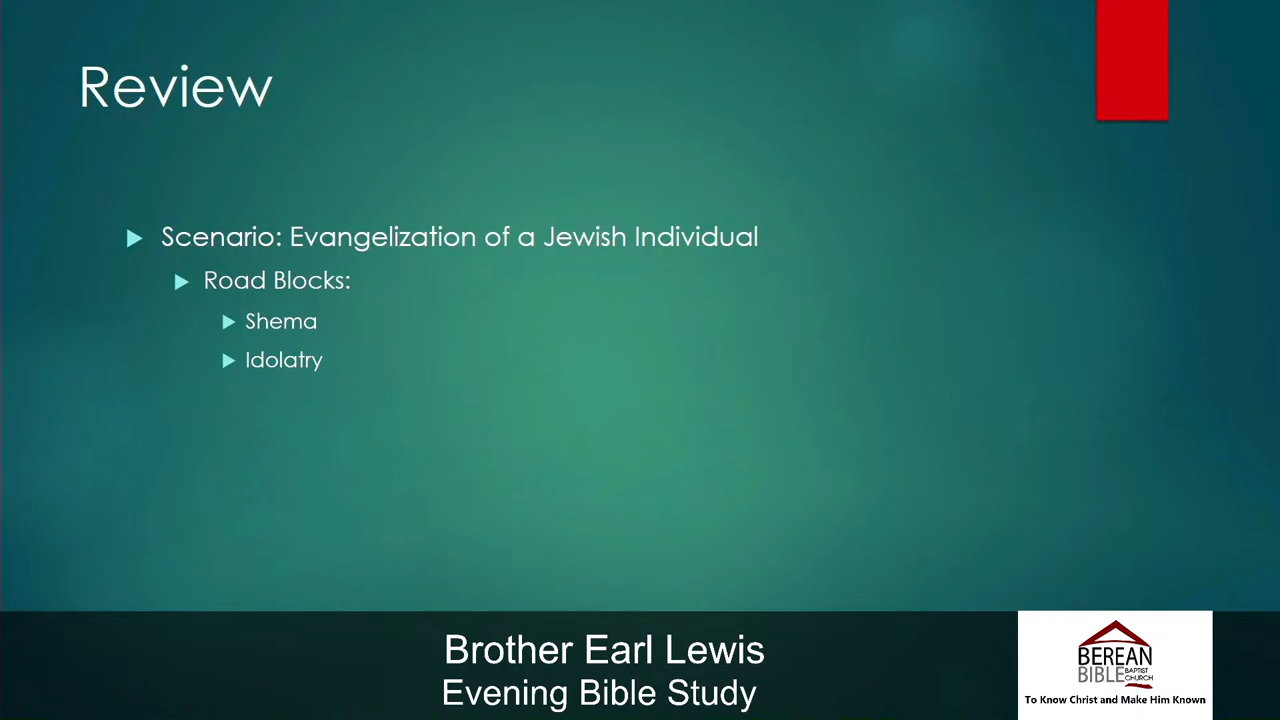 Review
Scenario: Evangelization of a Jewish Individual
Road Blocks:
Shema
Idolatry
Brother Earl Lewis
Evening Bible Study
BEREAN
BIBLE BAPTIST CHURCH
To Know Christ and Make Him Known